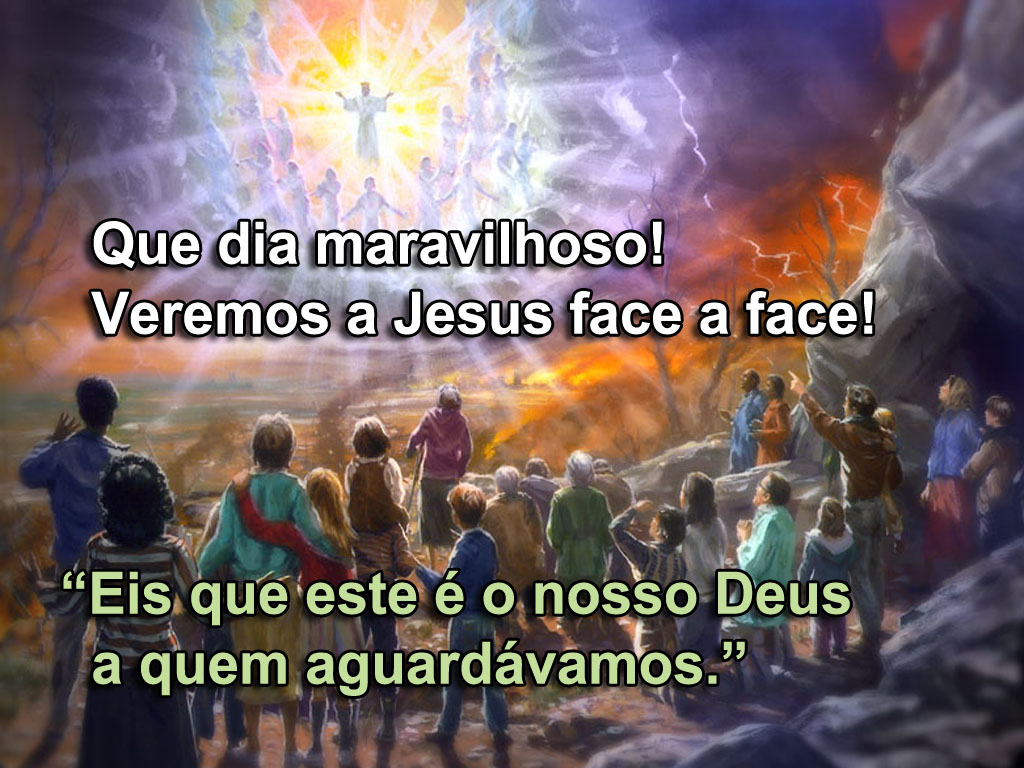 Que dia maravilhoso!
Veremos a Jesus face a face!
“Eis que este é o nosso Deus
a quem aguardávamos.”